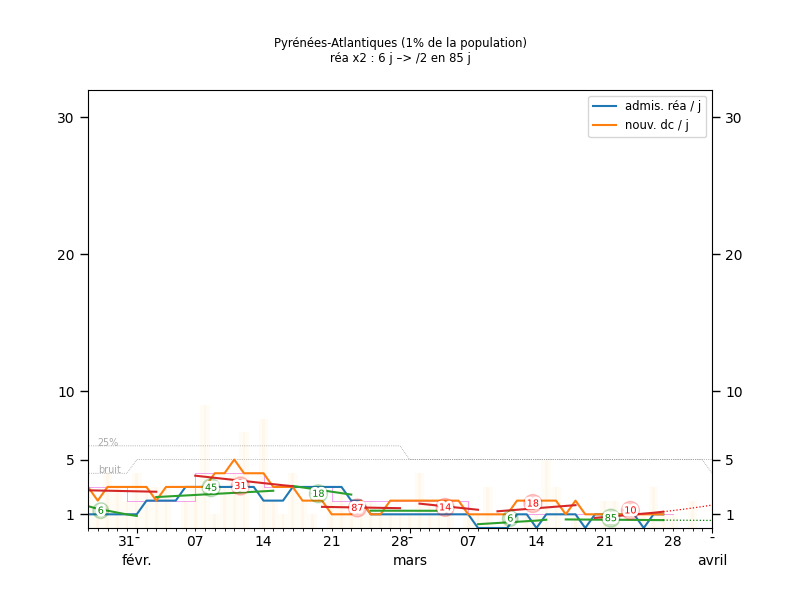 Pyrénées-Atlantiques (1% de la population)
réa x2 : 6 j –> /2 en 85 j
admis. réa / j
nouv. dc / j
30 30
20 20
10 10
25%
5 5
bruit
6 45 31 18 87 14 6 18 85 10
1 1
31 07 14 21 28 07 14 21 28
févr. mars avril